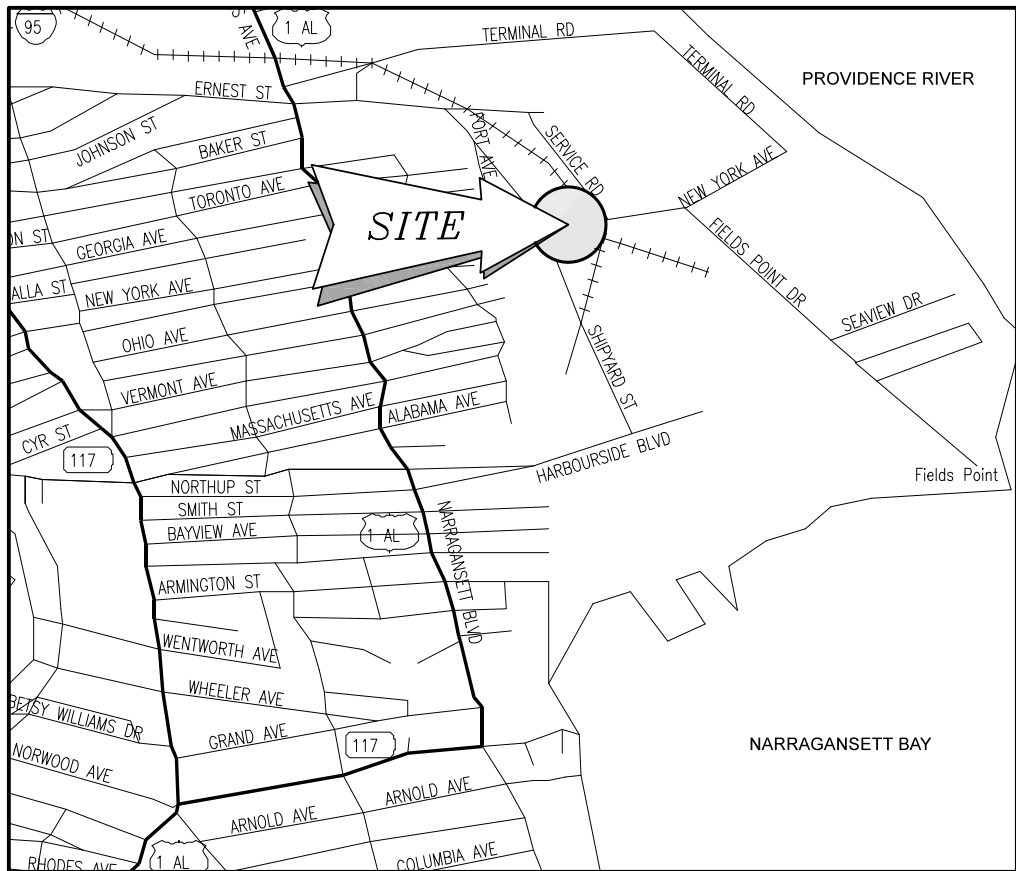 95
S AVE
1 AL
TERMINAL RD
TERMINAL RD
PROVIDENCE RIVER
ERNEST ST
JOHNSON ST
BAKER ST
PORT AVE
SERVICE RD
TORONTO AVE
NEW YORK AVE
SITE
ON ST
GEORGIA AVE
FIELDS POINT DR
ALLA ST
NEW YORK AVE
SEAVIEW DR
OHIO AVE
SHIPYARD ST
VERMONT AVE
MASSACHUSETTS AVE
ALABAMA AVE
CYR ST
117
HARBOURSIDE BLVD
Fields Point
NORTHUP ST
SMITH ST
BAYVIEW AVE
1 AL
NARRAGANSETT BLVD
ARMINGTON ST
WENTWORTH AVE
WHEELER AVE
BETSY WILLIAMS DR
GRAND AVE
117
NARRAGANSETT BAY
NORWOOD AVE
ARNOLD AVE
ARNOLD AVE
RHODES AVE
1 AL
COLUMBIA AVE